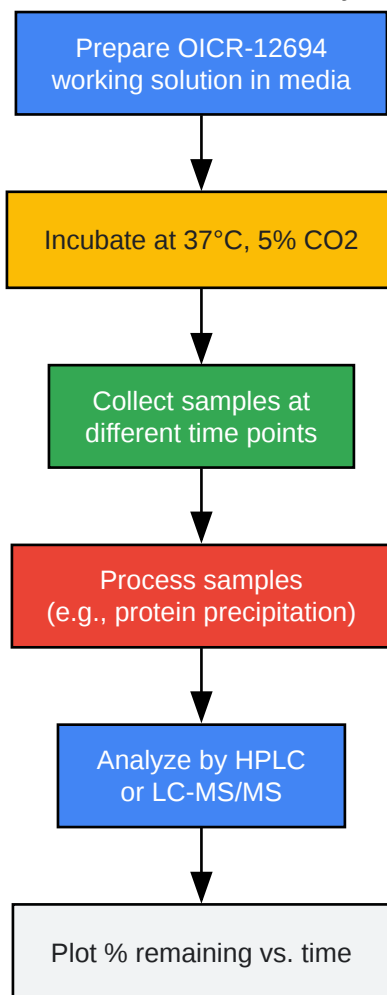 Prepare OICR-12694
working solution in media
Incubate at 37°C, 5% CO2
Collect samples at
different time points
Process samples
(e.g., protein precipitation)
Analyze by HPLC
or LC-MS/MS
Plot % remaining vs. time